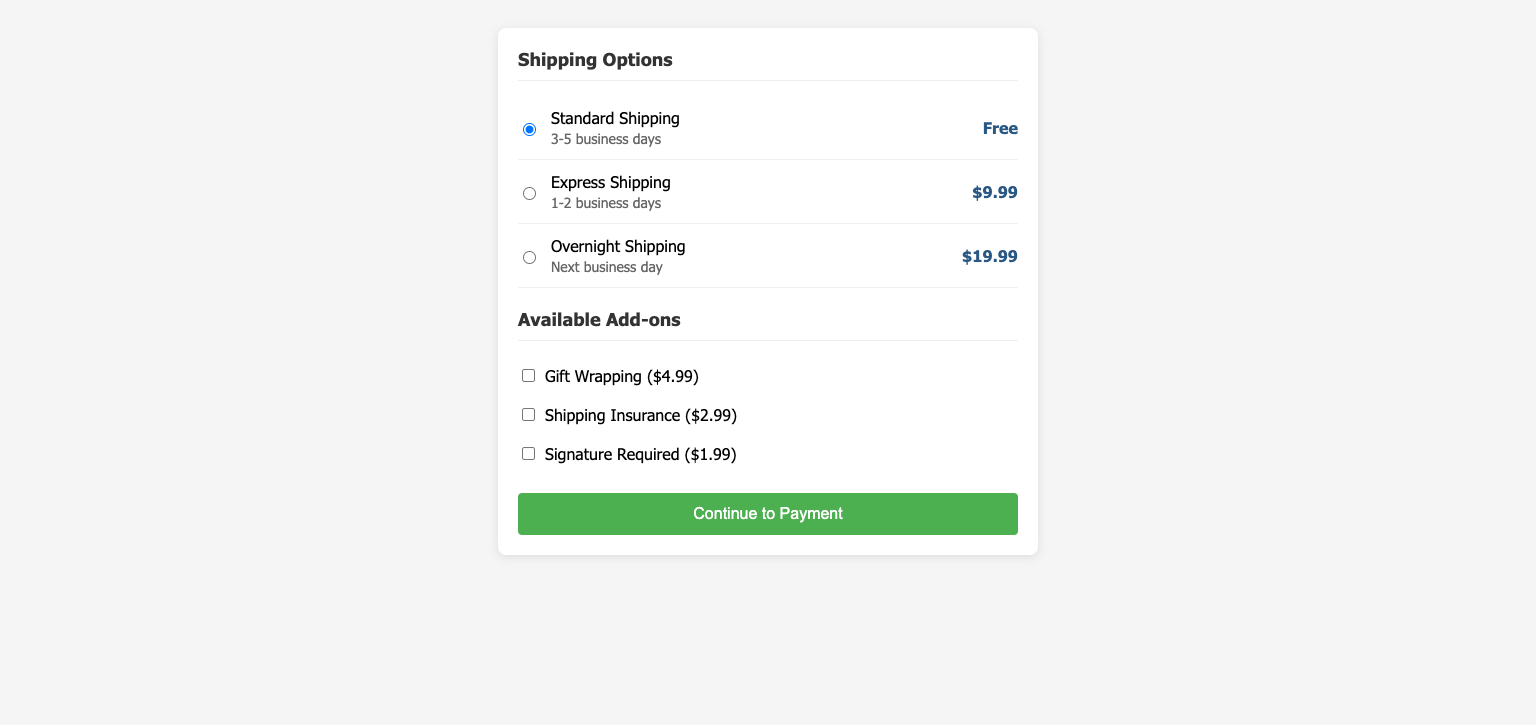 Shipping Options
Standard Shipping
3-5 business days
Free
Express Shipping
1-2 business days
$9.99
Overnight Shipping
Next business day
$19.99
Available Add-ons
Gift Wrapping ($4.99)
Shipping Insurance ($2.99)
Signature Required ($1.99)
Continue to Payment